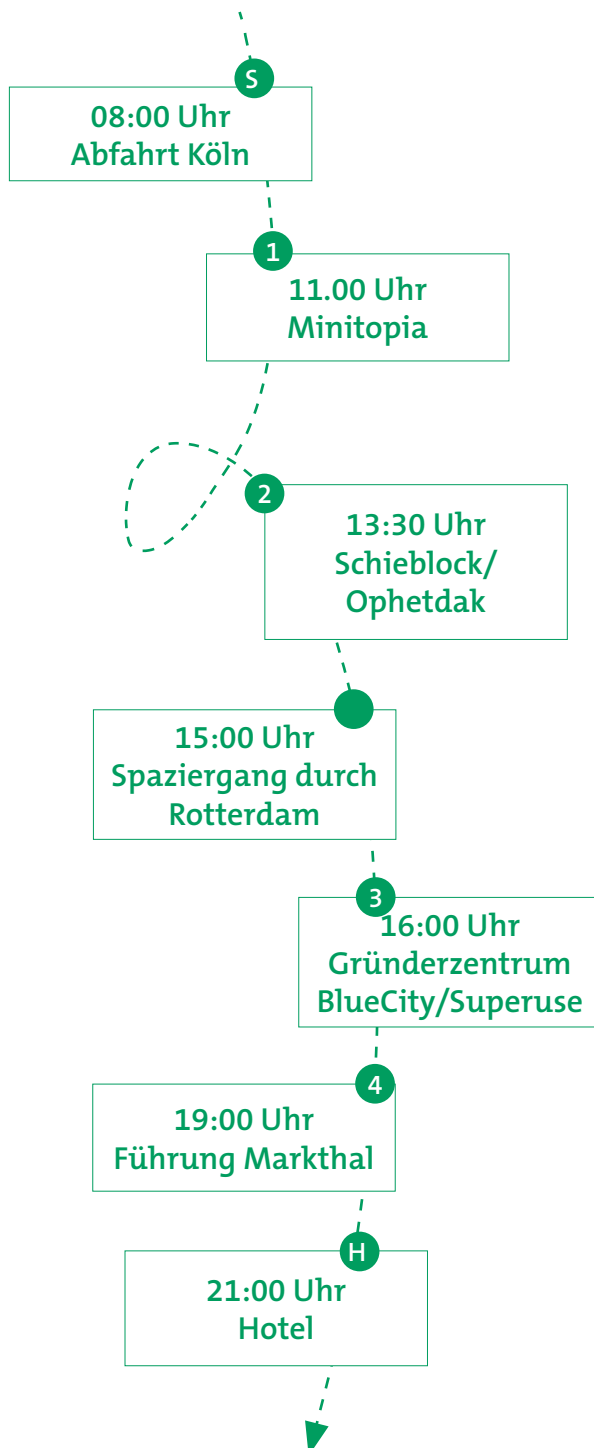 S
08:00 Uhr
Abfahrt Köln
1
11.00 Uhr
Minitopia
2
13:30 Uhr
Schieblock/
Ophetdak
15:00 Uhr
Spaziergang durch
Rotterdam
3
16:00 Uhr
Gründerzentrum
BlueCity/Superuse
4
19:00 Uhr
Führung Markthal
H
21:00 Uhr
Hotel